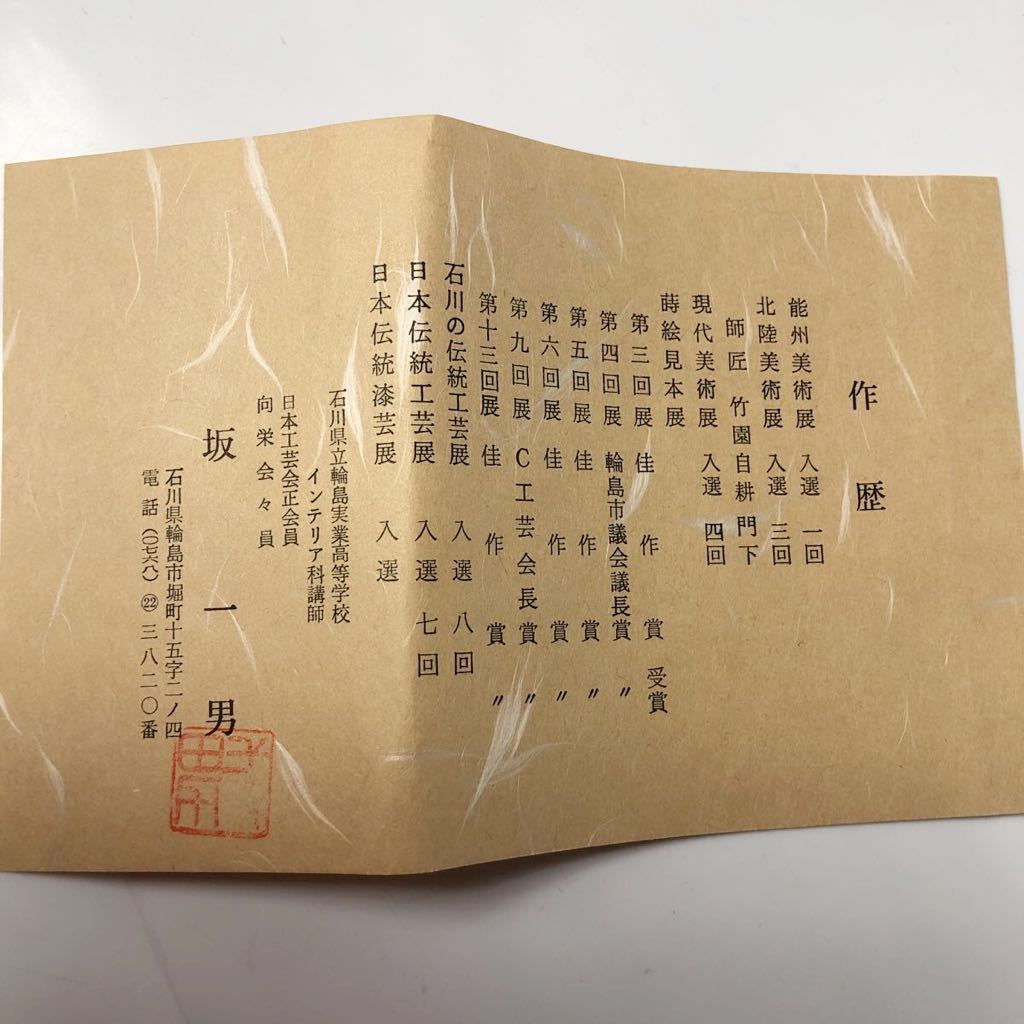 作歴
能州美術展 入選 一回
北陸美術展 入選 三回
師匠 竹園自耕 門下
現代美術展 入選 四回
蒔絵見本展
第三回展 佳作賞 受賞
第四回展 輪島市議会議長賞 〃
第五回展 佳作賞 〃
第六回展 佳作賞 〃
第九回展 C工芸会長賞 〃
第十三回展 佳作賞 〃
石川の伝統工芸展 入選 八回
日本伝統工芸展 入選 七回
日本伝統漆芸展 入選
石川県立輪島実業高等学校
インテリア科講師
日本工芸会正会員
向栄会々員
坂一男
石川県輪島市堀町十五字二ノ四
電話(〇七六八)㉒三八二〇番